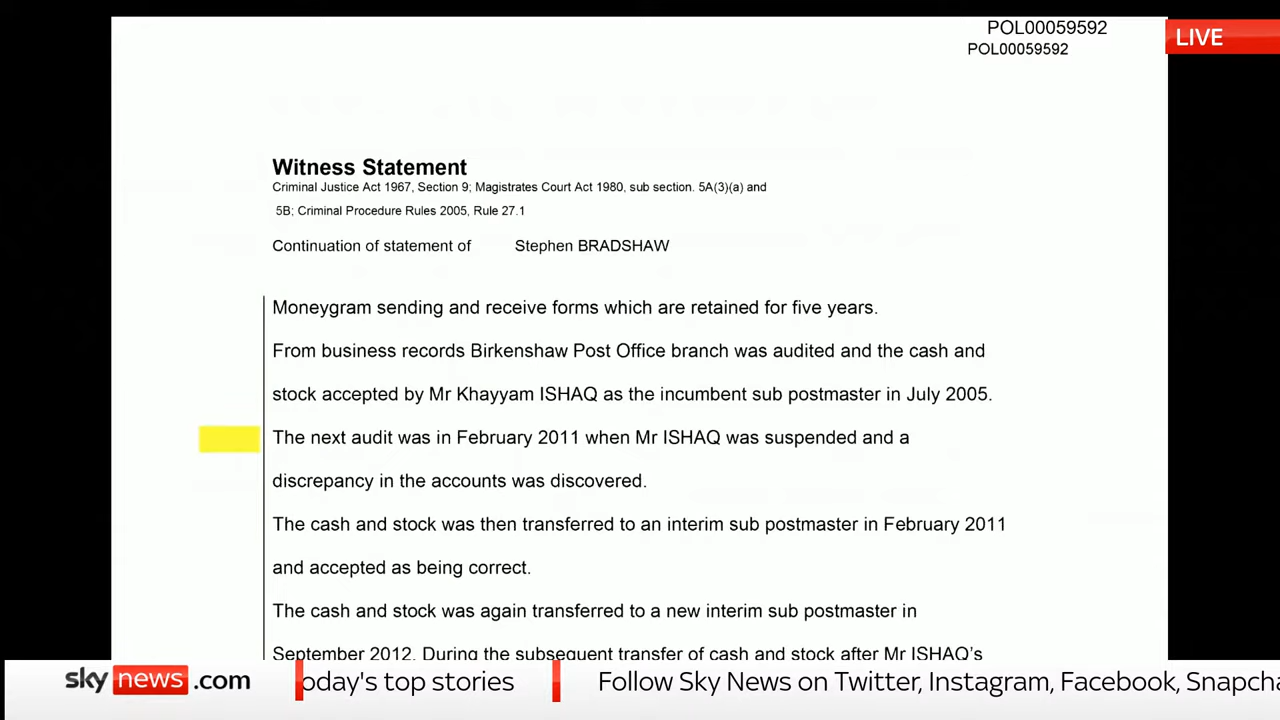 POL00059592
POL00059592
LIVE
Witness Statement
Criminal Justice Act 1967, Section 9; Magistrates Court Act 1980, sub section. 5A(3)(a) and
5B; Criminal Procedure Rules 2005, Rule 27.1
Continuation of statement of Stephen BRADSHAW
Moneygram sending and receive forms which are retained for five years.
From business records Birkenshaw Post Office branch was audited and the cash and
stock accepted by Mr Khayyam ISHAQ as the incumbent sub postmaster in July 2005.
The next audit was in February 2011 when Mr ISHAQ was suspended and a
discrepancy in the accounts was discovered.
The cash and stock was then transferred to an interim sub postmaster in February 2011
and accepted as being correct.
The cash and stock was again transferred to a new interim sub postmaster in
September 2012. During the subsequent transfer of cash and stock after Mr ISHAQ's
sky news .com oday's top stories Follow Sky News on Twitter, Instagram, Facebook, Snapcha